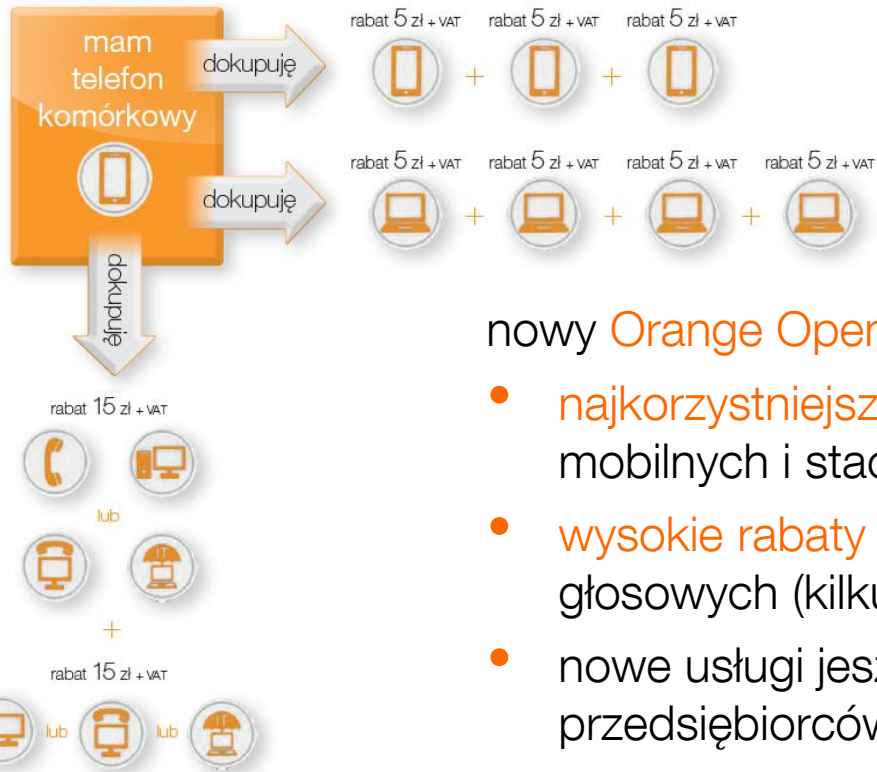 mam
telefon
komórkowy
dokupuję
rabat 5 zł + VAT rabat 5 zł + VAT rabat 5 zł + VAT
+ +
dokupuję
rabat 5 zł + VAT rabat 5 zł + VAT rabat 5 zł + VAT rabat 5 zł + VAT
+ + +
dokupuję
rabat 15 zł + VAT
lub
+
rabat 15 zł + VAT
lub lub
nowy Orange Open
• najkorzystniejsz
mobilnych i stac
• wysokie rabaty
głosowych (kilku
• nowe usługi jesz
przedsiębiorców